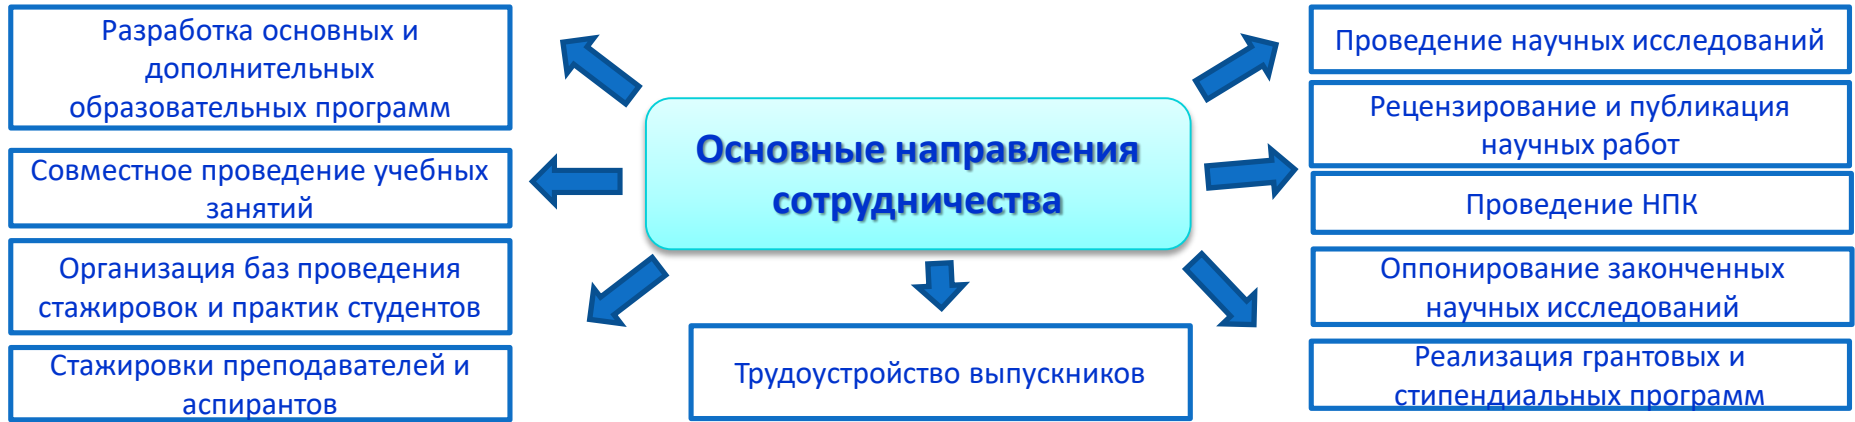 Разработка основных и
дополнительных
образовательных программ
Совместное проведение учебных
занятий
Организация баз проведения
стажировок и практик студентов
Стажировки преподавателей и
аспирантов
Основные направления
сотрудничества
Трудоустройство выпускников
Проведение научных исследований
Рецензирование и публикация
научных работ
Проведение НПК
Оппонирование законченных
научных исследований
Реализация грантовых и
стипендиальных программ